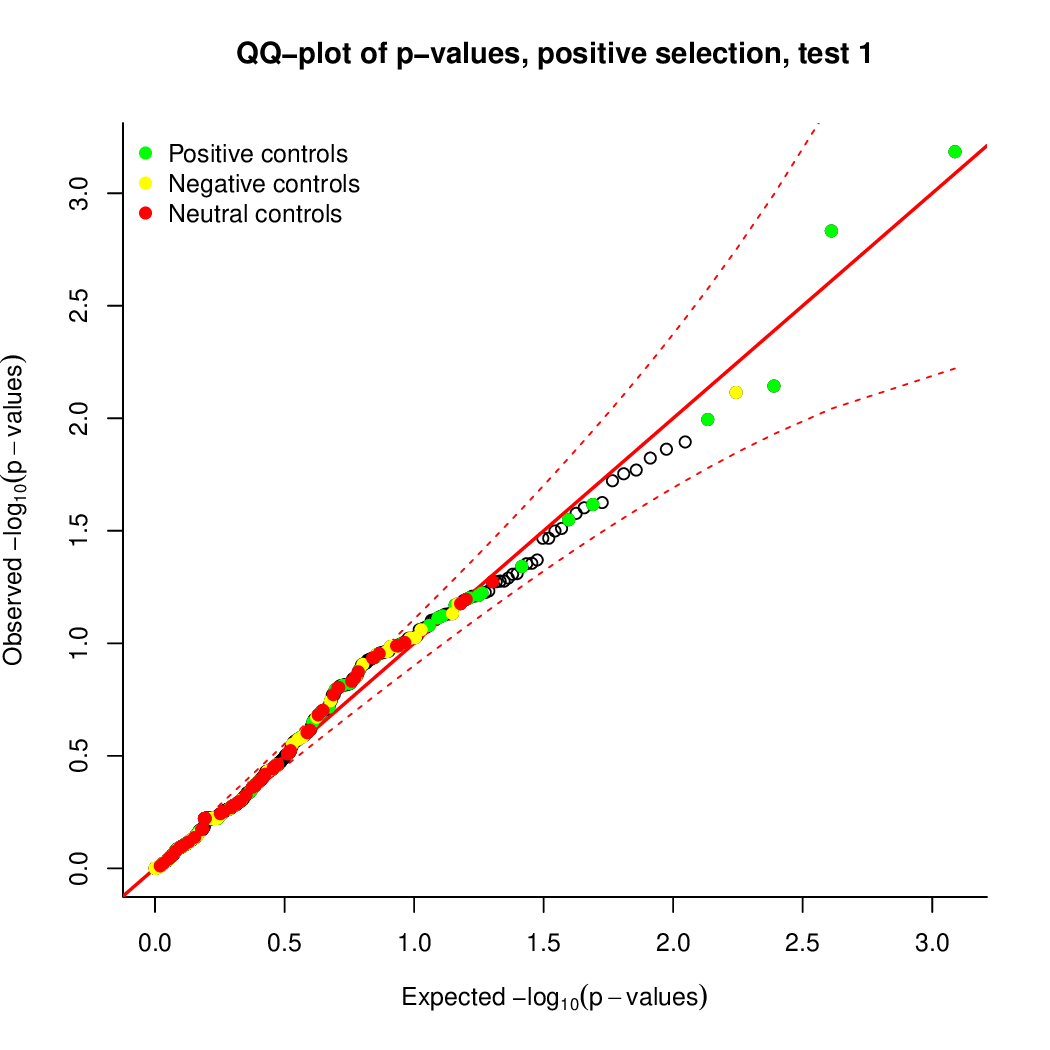 QQ−plot of p−values, positive selection, test 1
Positive controls
Negative controls
Neutral controls
Observed −log₁₀(p − values)
3.0
2.5
2.0
1.5
1.0
0.5
0.0
0.0 0.5 1.0 1.5 2.0 2.5 3.0
Expected −log₁₀(p − values)